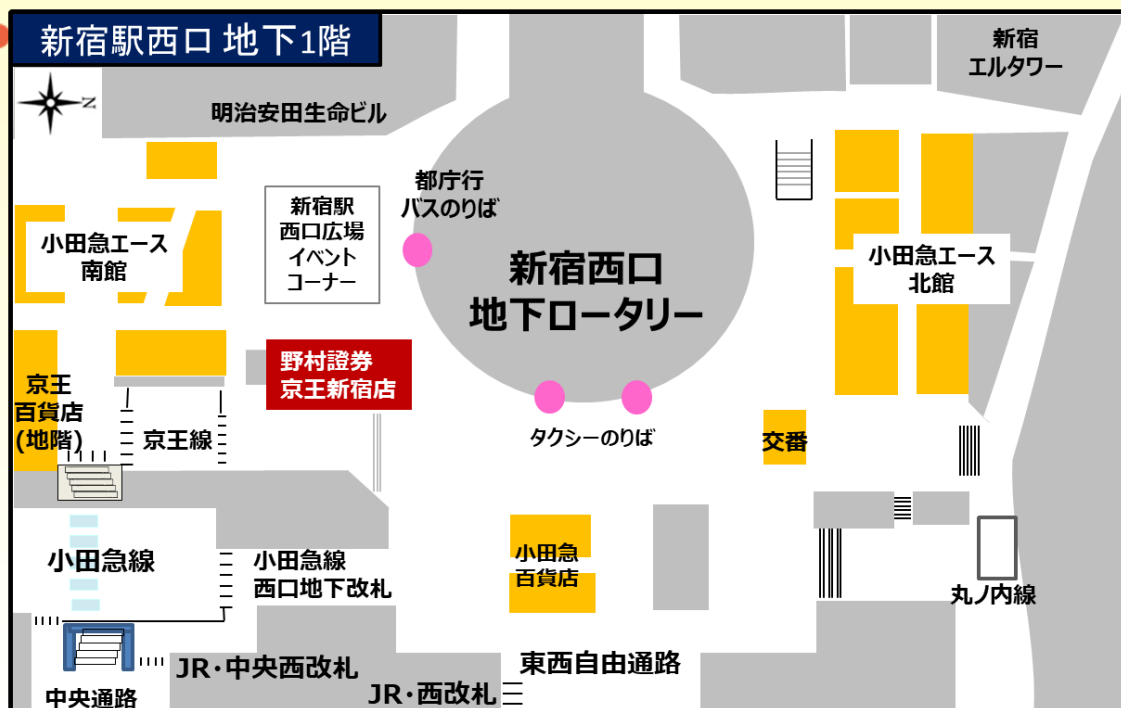 新宿駅西口 地下1階
新宿
エルタワー
N
明治安田生命ビル
都庁行
バスのりば
新宿駅
西口広場
イベント
コーナー
小田急エース
南館
新宿西口
地下ロータリー
小田急エース
北館
野村證券
京王新宿店
京王
百貨店
(地階)
京王線
タクシーのりば
交番
小田急線
小田急線
西口地下改札
小田急
百貨店
丸ノ内線
東西自由通路
JR・中央西改札
中央通路
JR・西改札